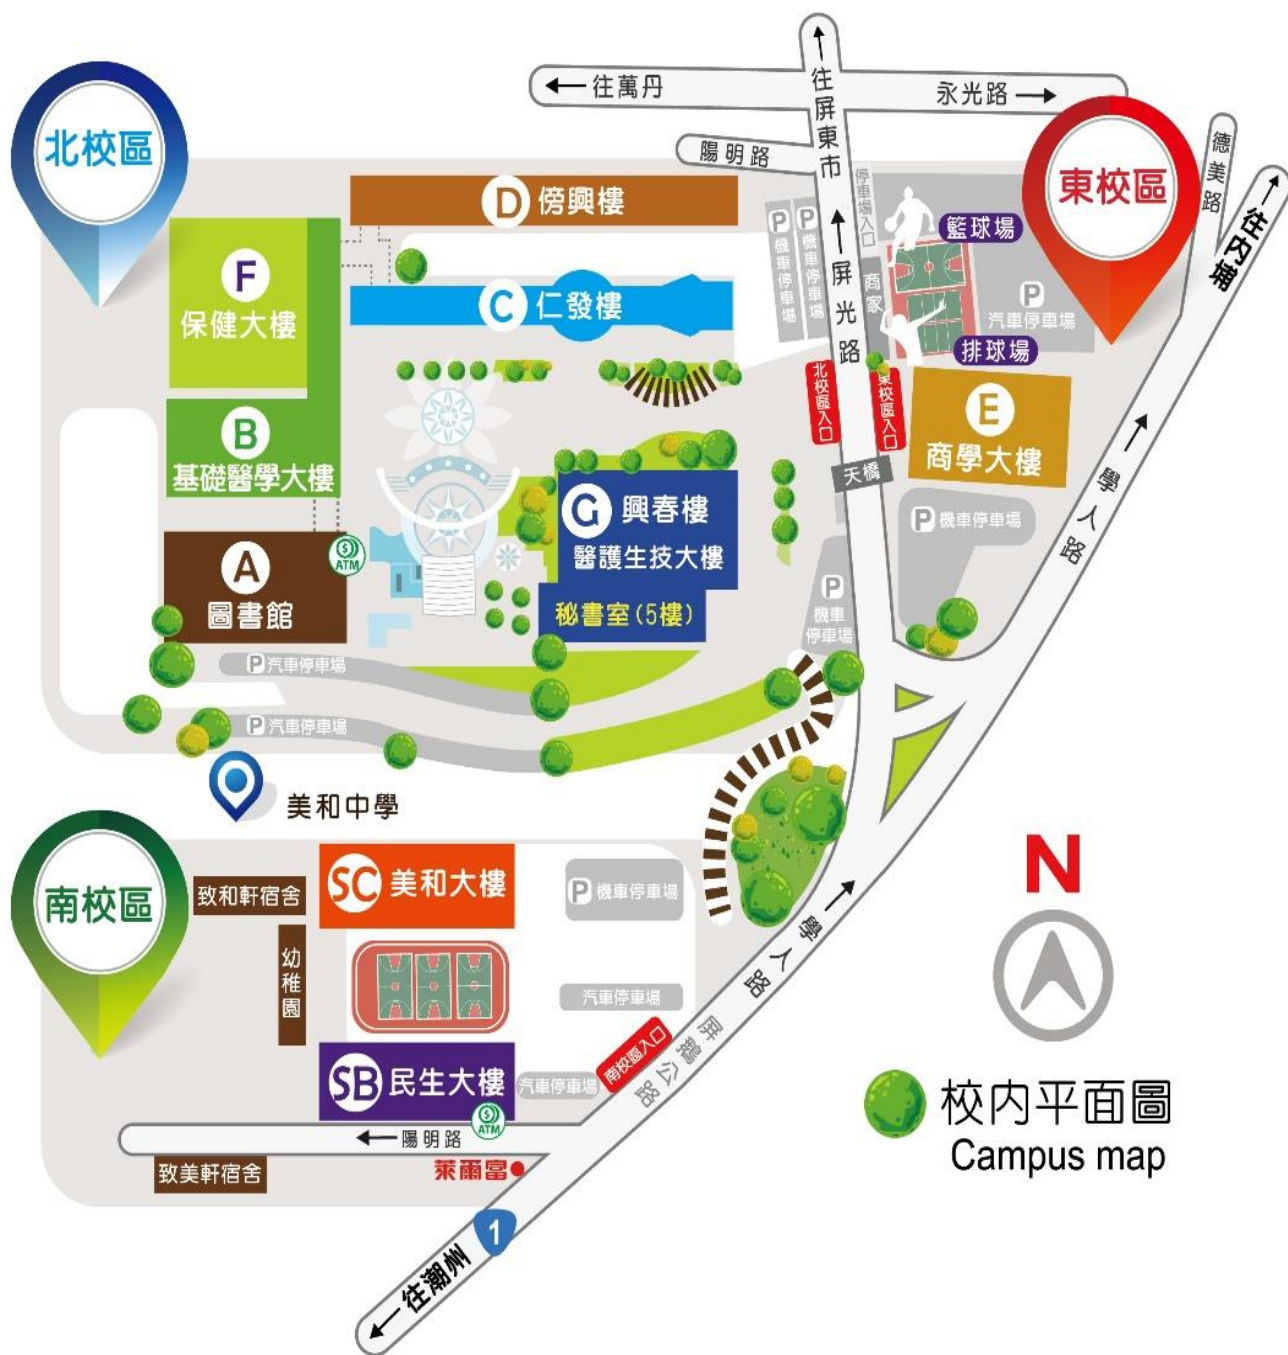 往萬丹
永光路
往屏東市
陽明路
德美路
往內埔
北校區
東校區
D 傍興樓
停車場入口
籃球場
P 機車停車場
P 機車停車場
屏光路
商家
P
汽車停車場
排球場
F
保健大樓
C 仁發樓
北校區入口
東校區入口
E
商學大樓
B
基礎醫學大樓
天橋
學人路
G 興春樓
醫護生技大樓
秘書室(5樓)
P 機車停車場
A
圖書館
ATM
P
機車
停車場
P 汽車停車場
P 汽車停車場
美和中學
南校區
致和軒宿舍
SC 美和大樓
P 機車停車場
學人路
N
幼稚園
汽車停車場
南校區入口
屏鵝公路
SB 民生大樓
汽車停車場
ATM
陽明路
致美軒宿舍
萊爾富
1
往潮州
校內平面圖
Campus map